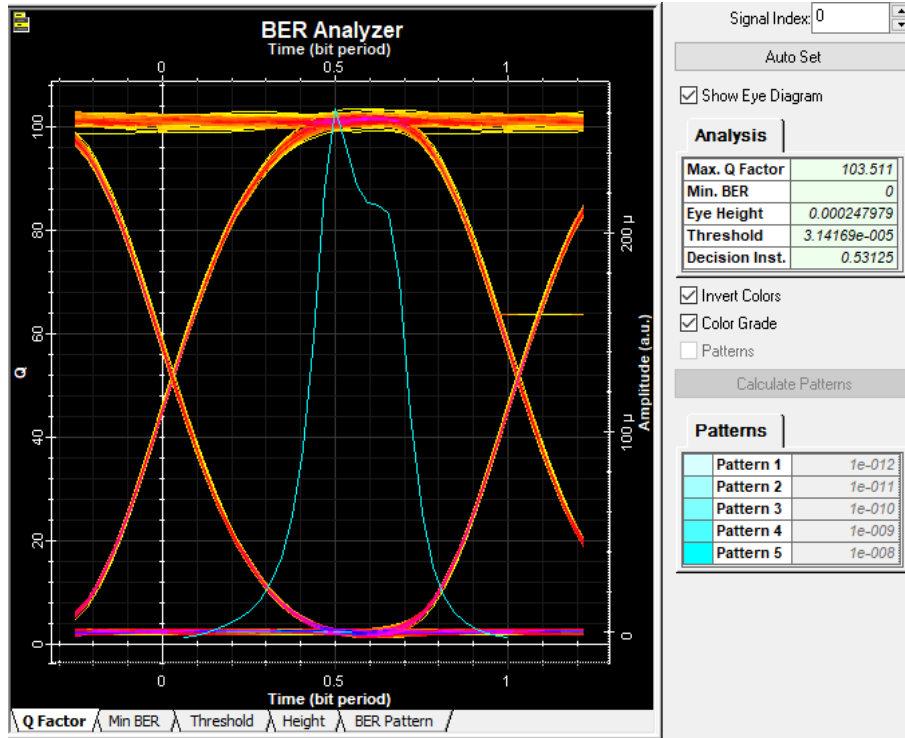 BER Analyzer
Time (bit period)
0 0.5 1
100
80
60
40
20
0
Q
200 µ
100 µ
0
Amplitude (a.u.)
0 0.5 1
Time (bit period)
Q Factor Min BER Threshold Height BER Pattern
Signal Index: 0
Auto Set
Show Eye Diagram
Analysis
Max. Q Factor 103.511
Min. BER 0
Eye Height 0.000247979
Threshold 3.14169e-005
Decision Inst. 0.53125
Invert Colors
Color Grade
Patterns
Calculate Patterns
Patterns
Pattern 1 1e-012
Pattern 2 1e-011
Pattern 3 1e-010
Pattern 4 1e-009
Pattern 5 1e-008